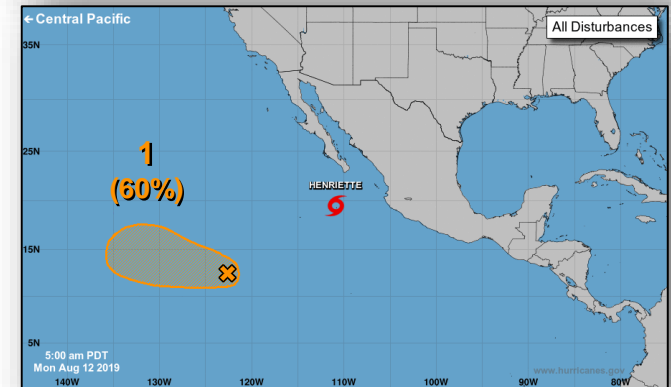 ← Central Pacific
All Disturbances
35N
25N
1
(60%)
HENRIETTE
15N
5N
5:00 am PDT
Mon Aug 12 2019
www.hurricanes.gov
140W 130W 120W 110W 100W 90W 80W